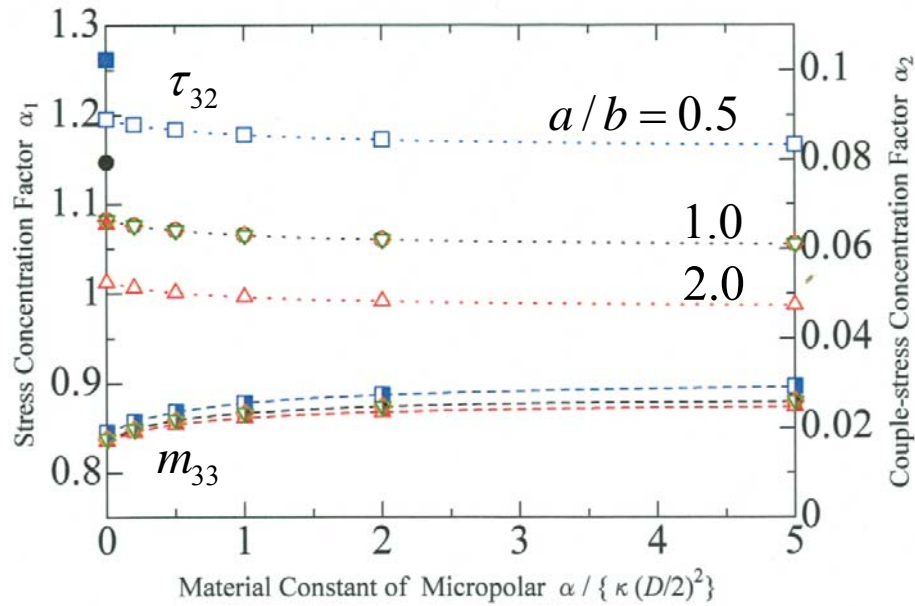 1.3
1.2
1.1
1
0.9
0.8
Stress Concentration Factor α₁
τ₃₂
a / b = 0.5
1.0
2.0
m₃₃
0.1
0.08
0.06
0.04
0.02
0
Couple-stress Concentration Factor α₂
0 1 2 3 4 5
Material Constant of Micropolar α / { κ (D/2)² }